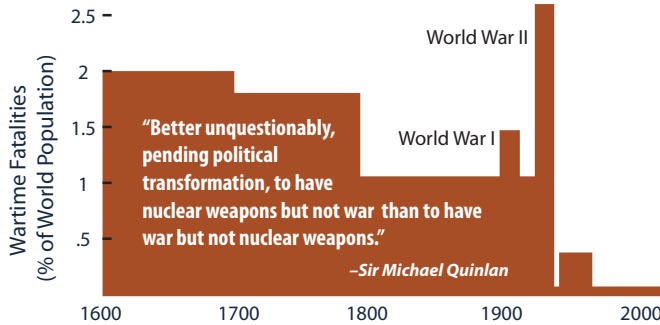 Wartime Fatalities
(% of World Population)
2.5
2
1.5
1
.5
World War II
World War I
“Better unquestionably,
pending political
transformation, to have
nuclear weapons but not war than to have
war but not nuclear weapons.”
–Sir Michael Quinlan
1600
1700
1800
1900
2000